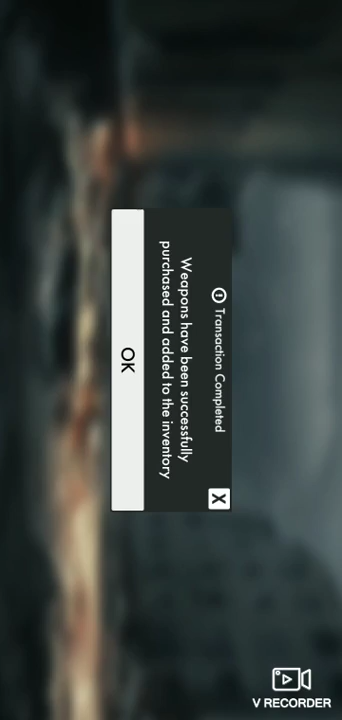 Transaction Completed
X
Weapons have been successfully
purchased and added to the inventory
OK
V RECORDER